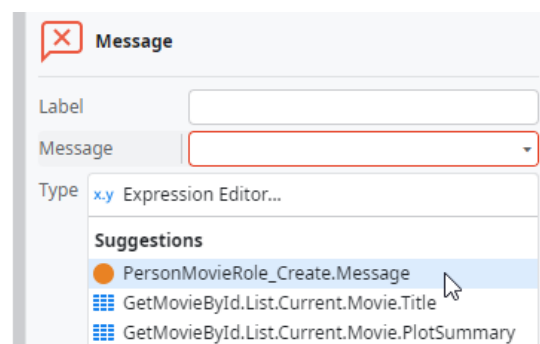 Message
Label
Message
Type
x.y Expression Editor...
Suggestions
PersonMovieRole_Create.Message
GetMovieById.List.Current.Movie.Title
GetMovieById.List.Current.Movie.PlotSummary